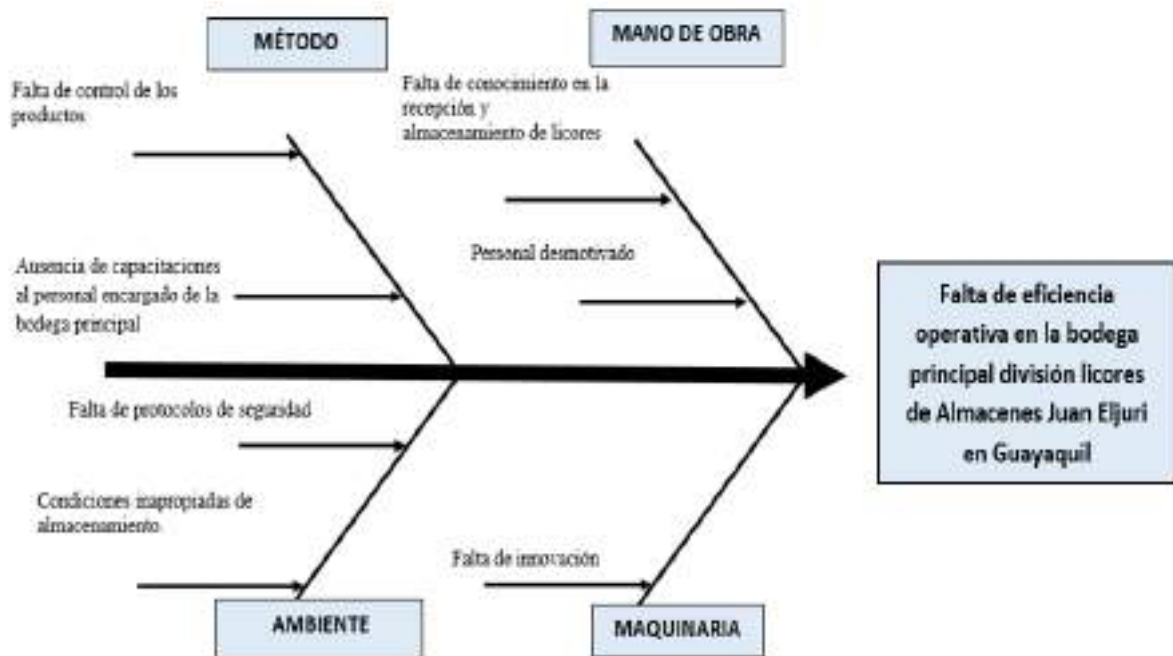 MÉTODO
MANO DE OBRA
Falta de control de los
productos
Falta de conocimiento en la
recepción y
almacenamiento de licores
Ausencia de capacitaciones
al personal encargado de la
bodega principal
Personal desmotivado
Falta de eficiencia
operativa en la bodega
principal división licores
de Almacenes Juan Eljuri
en Guayaquil
Falta de protocolos de seguridad
Condiciones inapropiadas de
almacenamiento.
Falta de innovación
AMBIENTE
MAQUINARIA